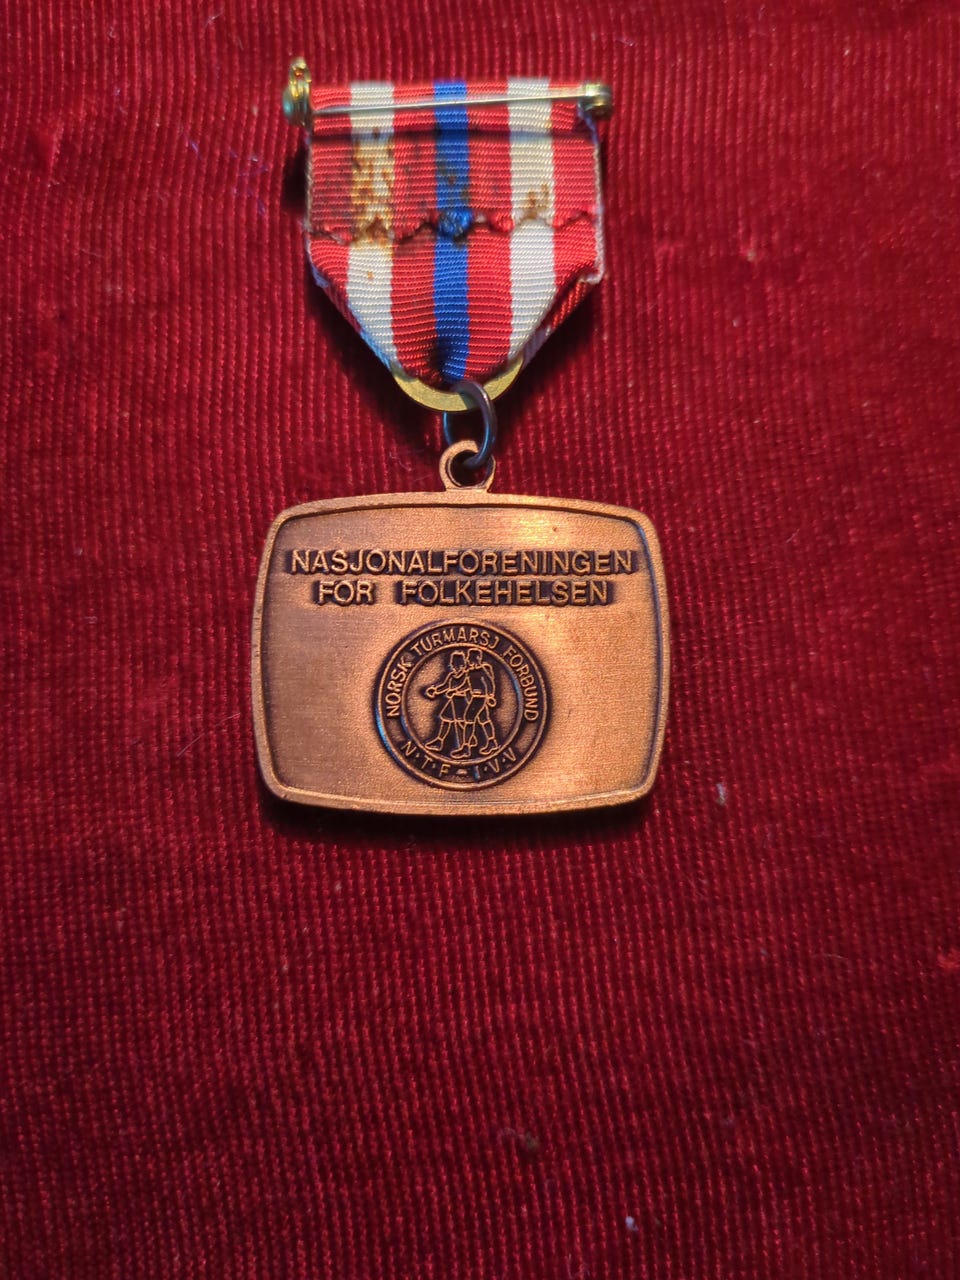 NASJONALFORENINGEN
FOR FOLKEHELSEN
NORSK TURMARSJ FORBUND
N·T·F - I·V·V